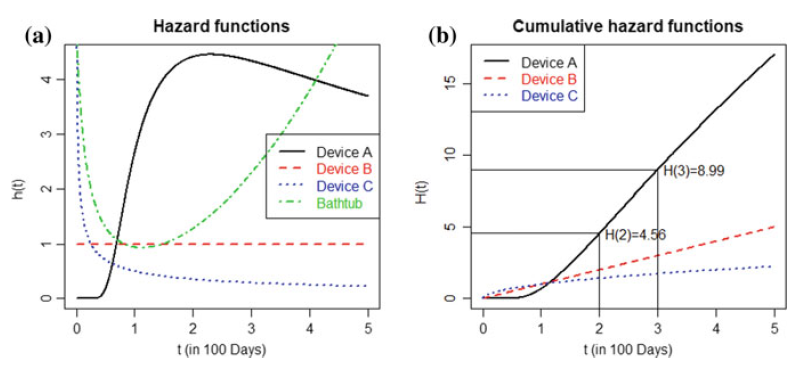 (a)
Hazard functions
h(t)
4
3
2
1
0
Device A
Device B
Device C
Bathtub
0 1 2 3 4 5
t (in 100 Days)
(b)
Cumulative hazard functions
H(t)
15
10
5
0
Device A
Device B
Device C
H(3)=8.99
H(2)=4.56
0 1 2 3 4 5
t (in 100 Days)